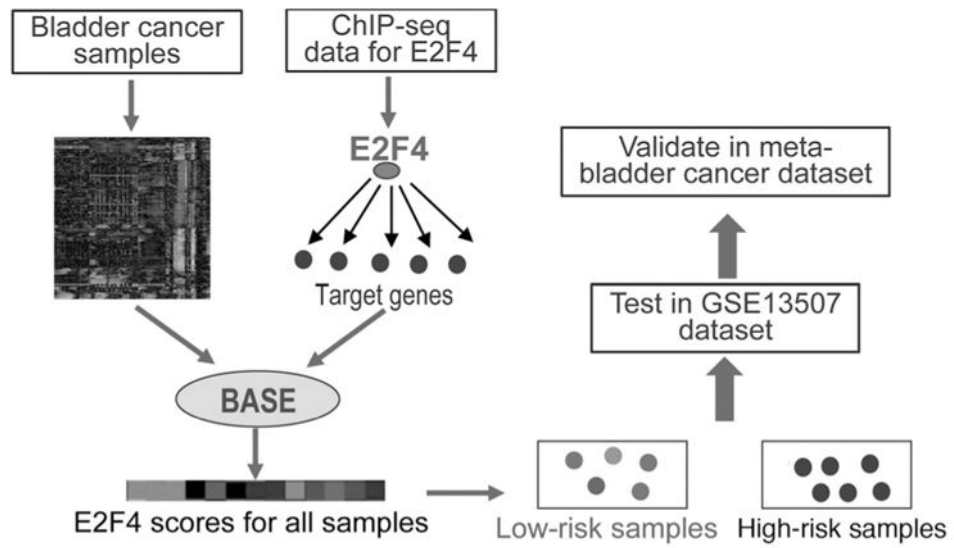 Bladder cancer
samples
ChIP-seq
data for E2F4
E2F4
Target genes
BASE
E2F4 scores for all samples
Validate in meta-
bladder cancer dataset
Test in GSE13507
dataset
Low-risk samples
High-risk samples